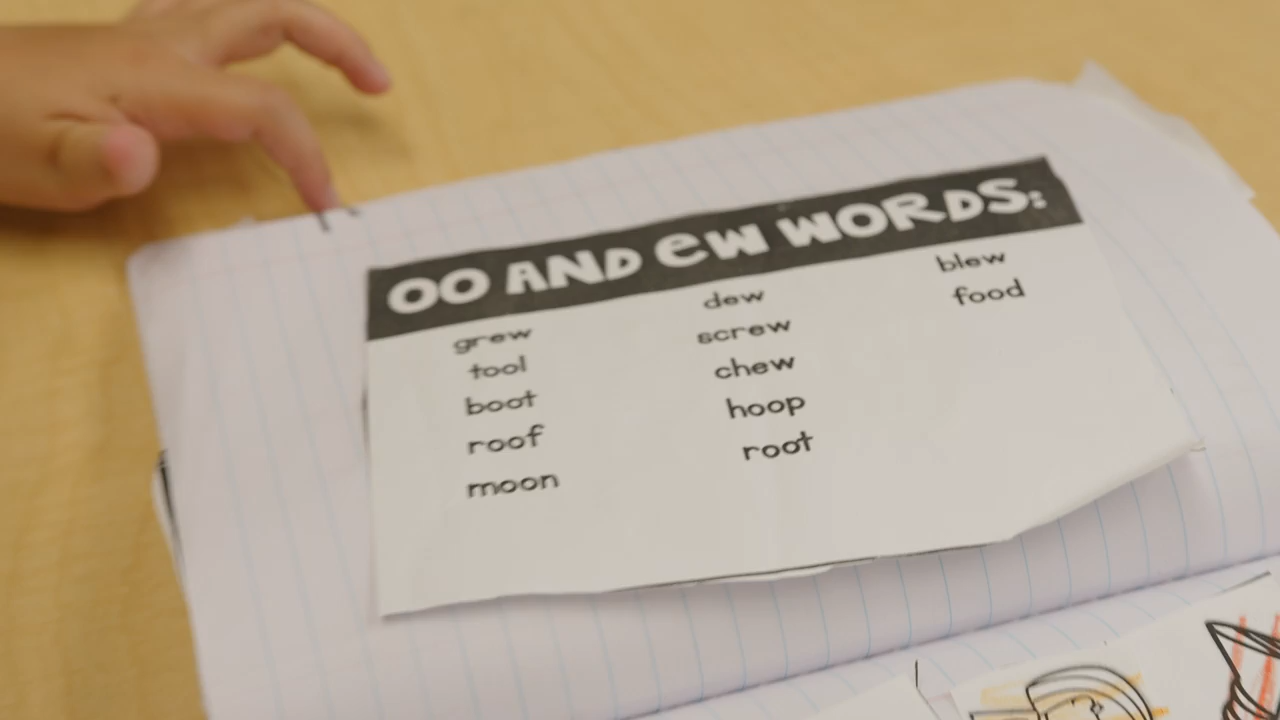 OO AND ew WORDS:
grew
tool
boot
roof
moon
dew
screw
chew
hoop
root
blew
food